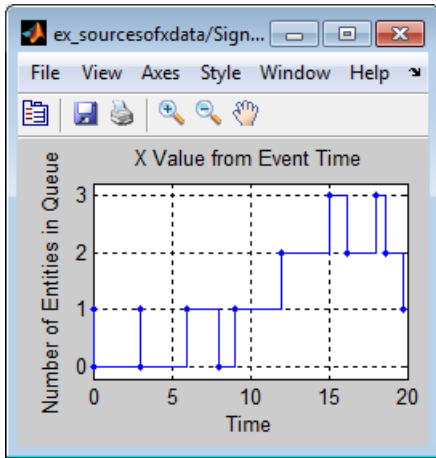 ex_sourcesofxdata/Sign...
File View Axes Style Window Help
X Value from Event Time
Number of Entities in Queue
3
2
1
0
0 5 10 15 20
Time